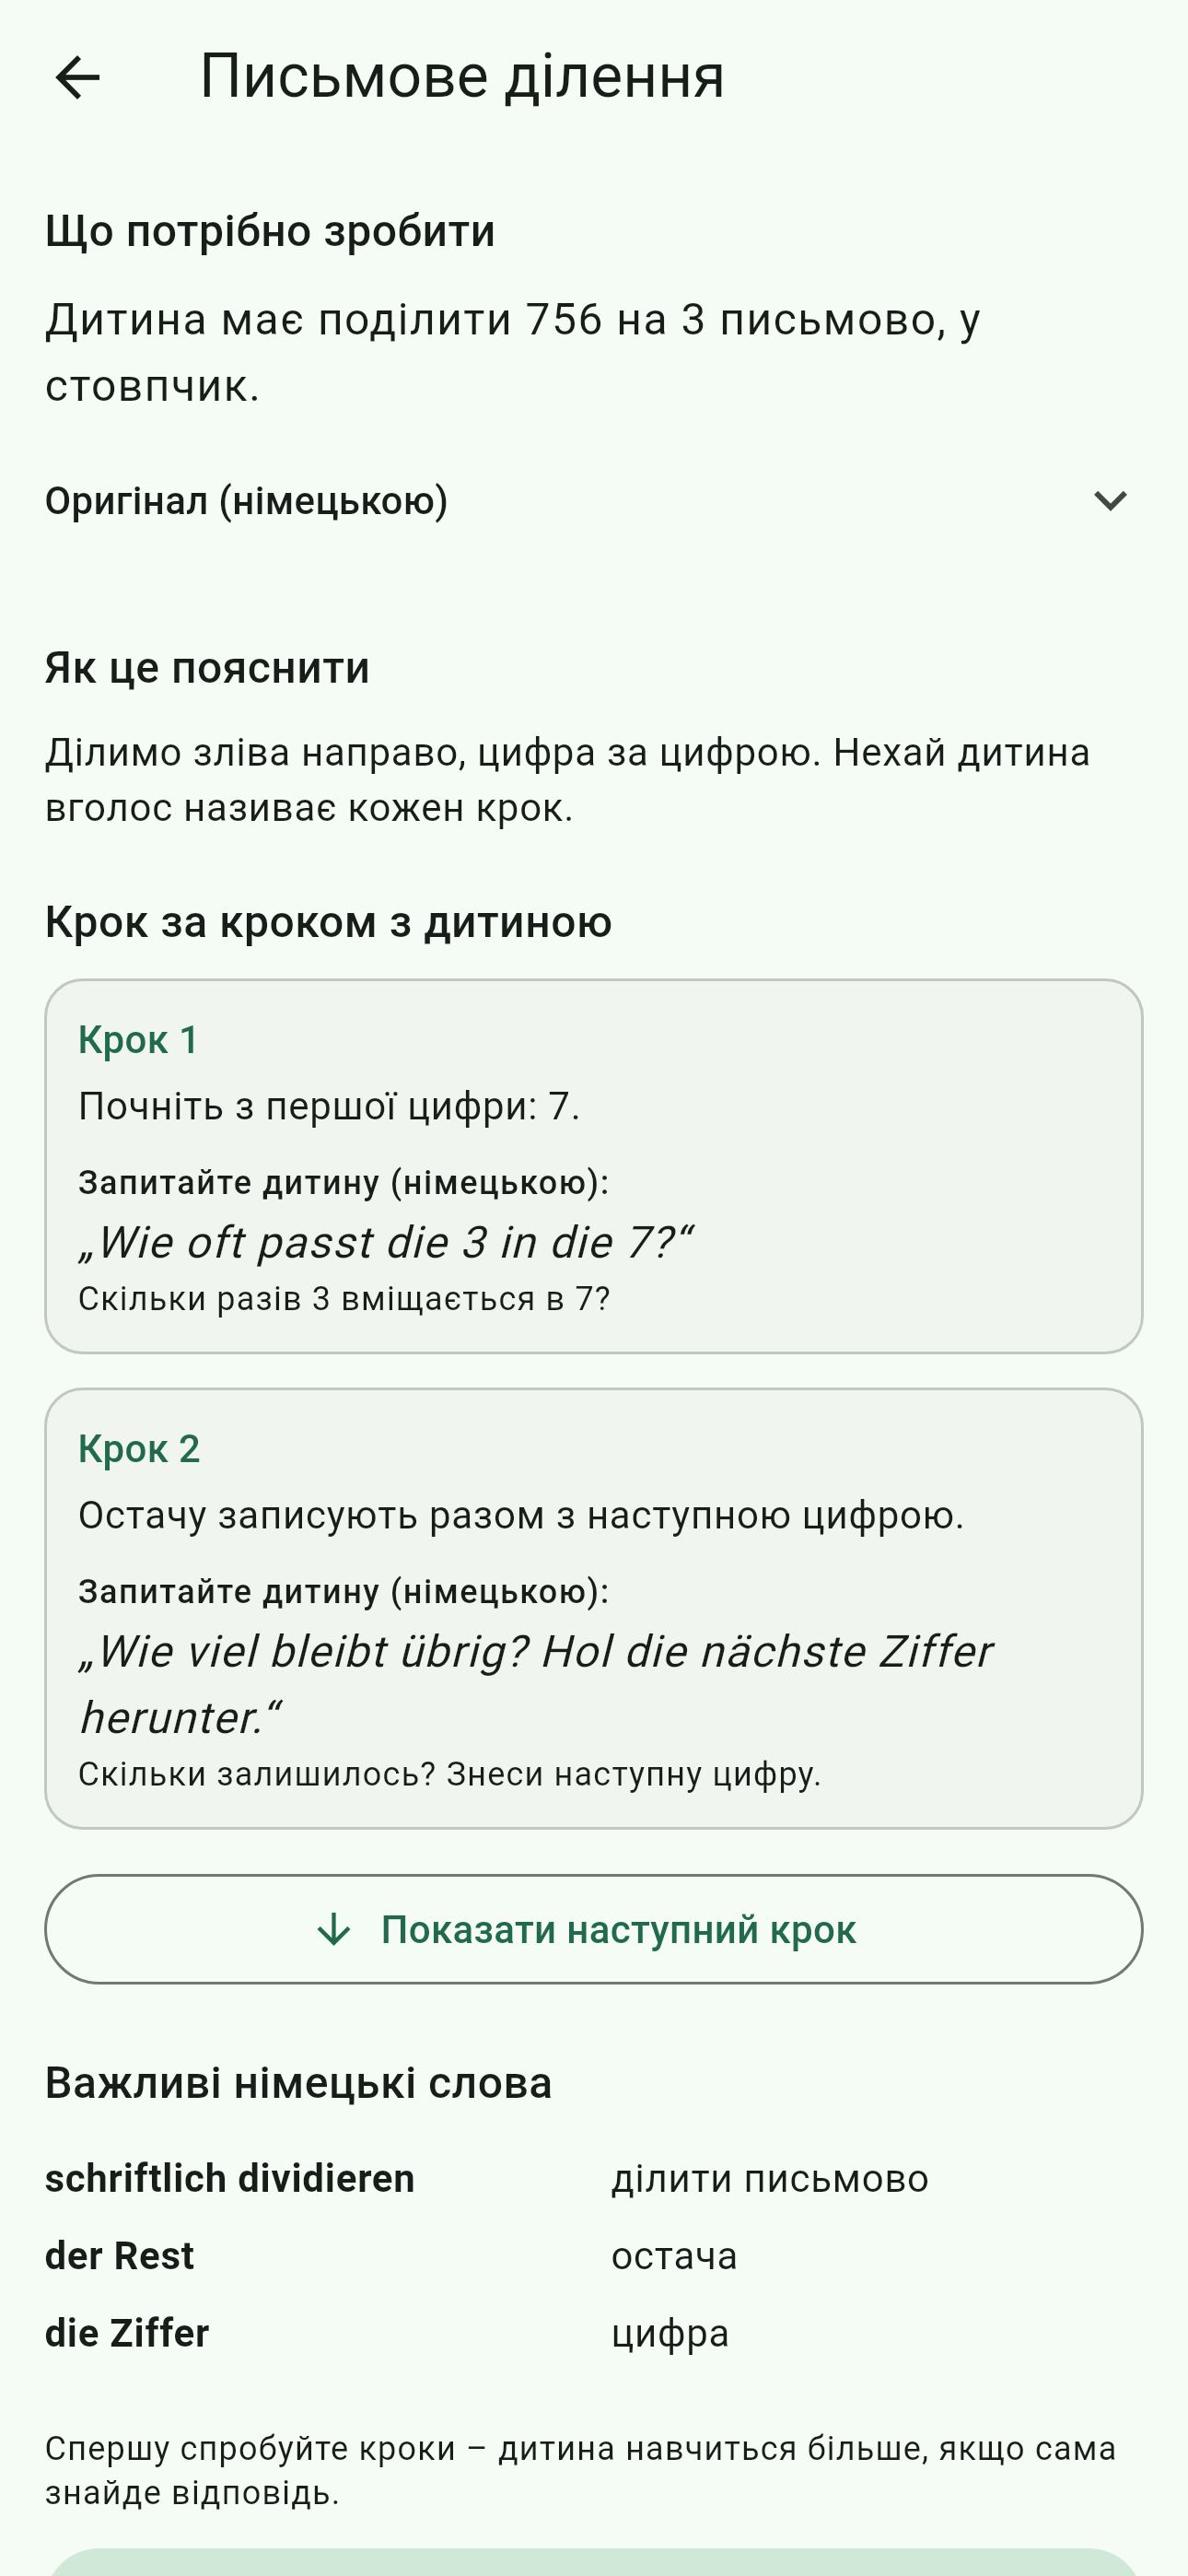 Письмове ділення
Що потрібно зробити
Дитина має поділити 756 на 3 письмово, у
стовпчик.
Оригінал (німецькою)
Як це пояснити
Ділимо зліва направо, цифра за цифрою. Нехай дитина
вголос називає кожен крок.
Крок за кроком з дитиною
Крок 1
Почніть з першої цифри: 7.
Запитайте дитину (німецькою):
„Wie oft passt die 3 in die 7?“
Скільки разів 3 вміщається в 7?
Крок 2
Остачу записують разом з наступною цифрою.
Запитайте дитину (німецькою):
„Wie viel bleibt übrig? Hol die nächste Ziffer
herunter.“
Скільки залишилось? Знеси наступну цифру.
Показати наступний крок
Важливі німецькі слова
schriftlich dividieren ділити письмово
der Rest остача
die Ziffer цифра
Спершу спробуйте кроки – дитина навчиться більше, якщо сама
знайде відповідь.